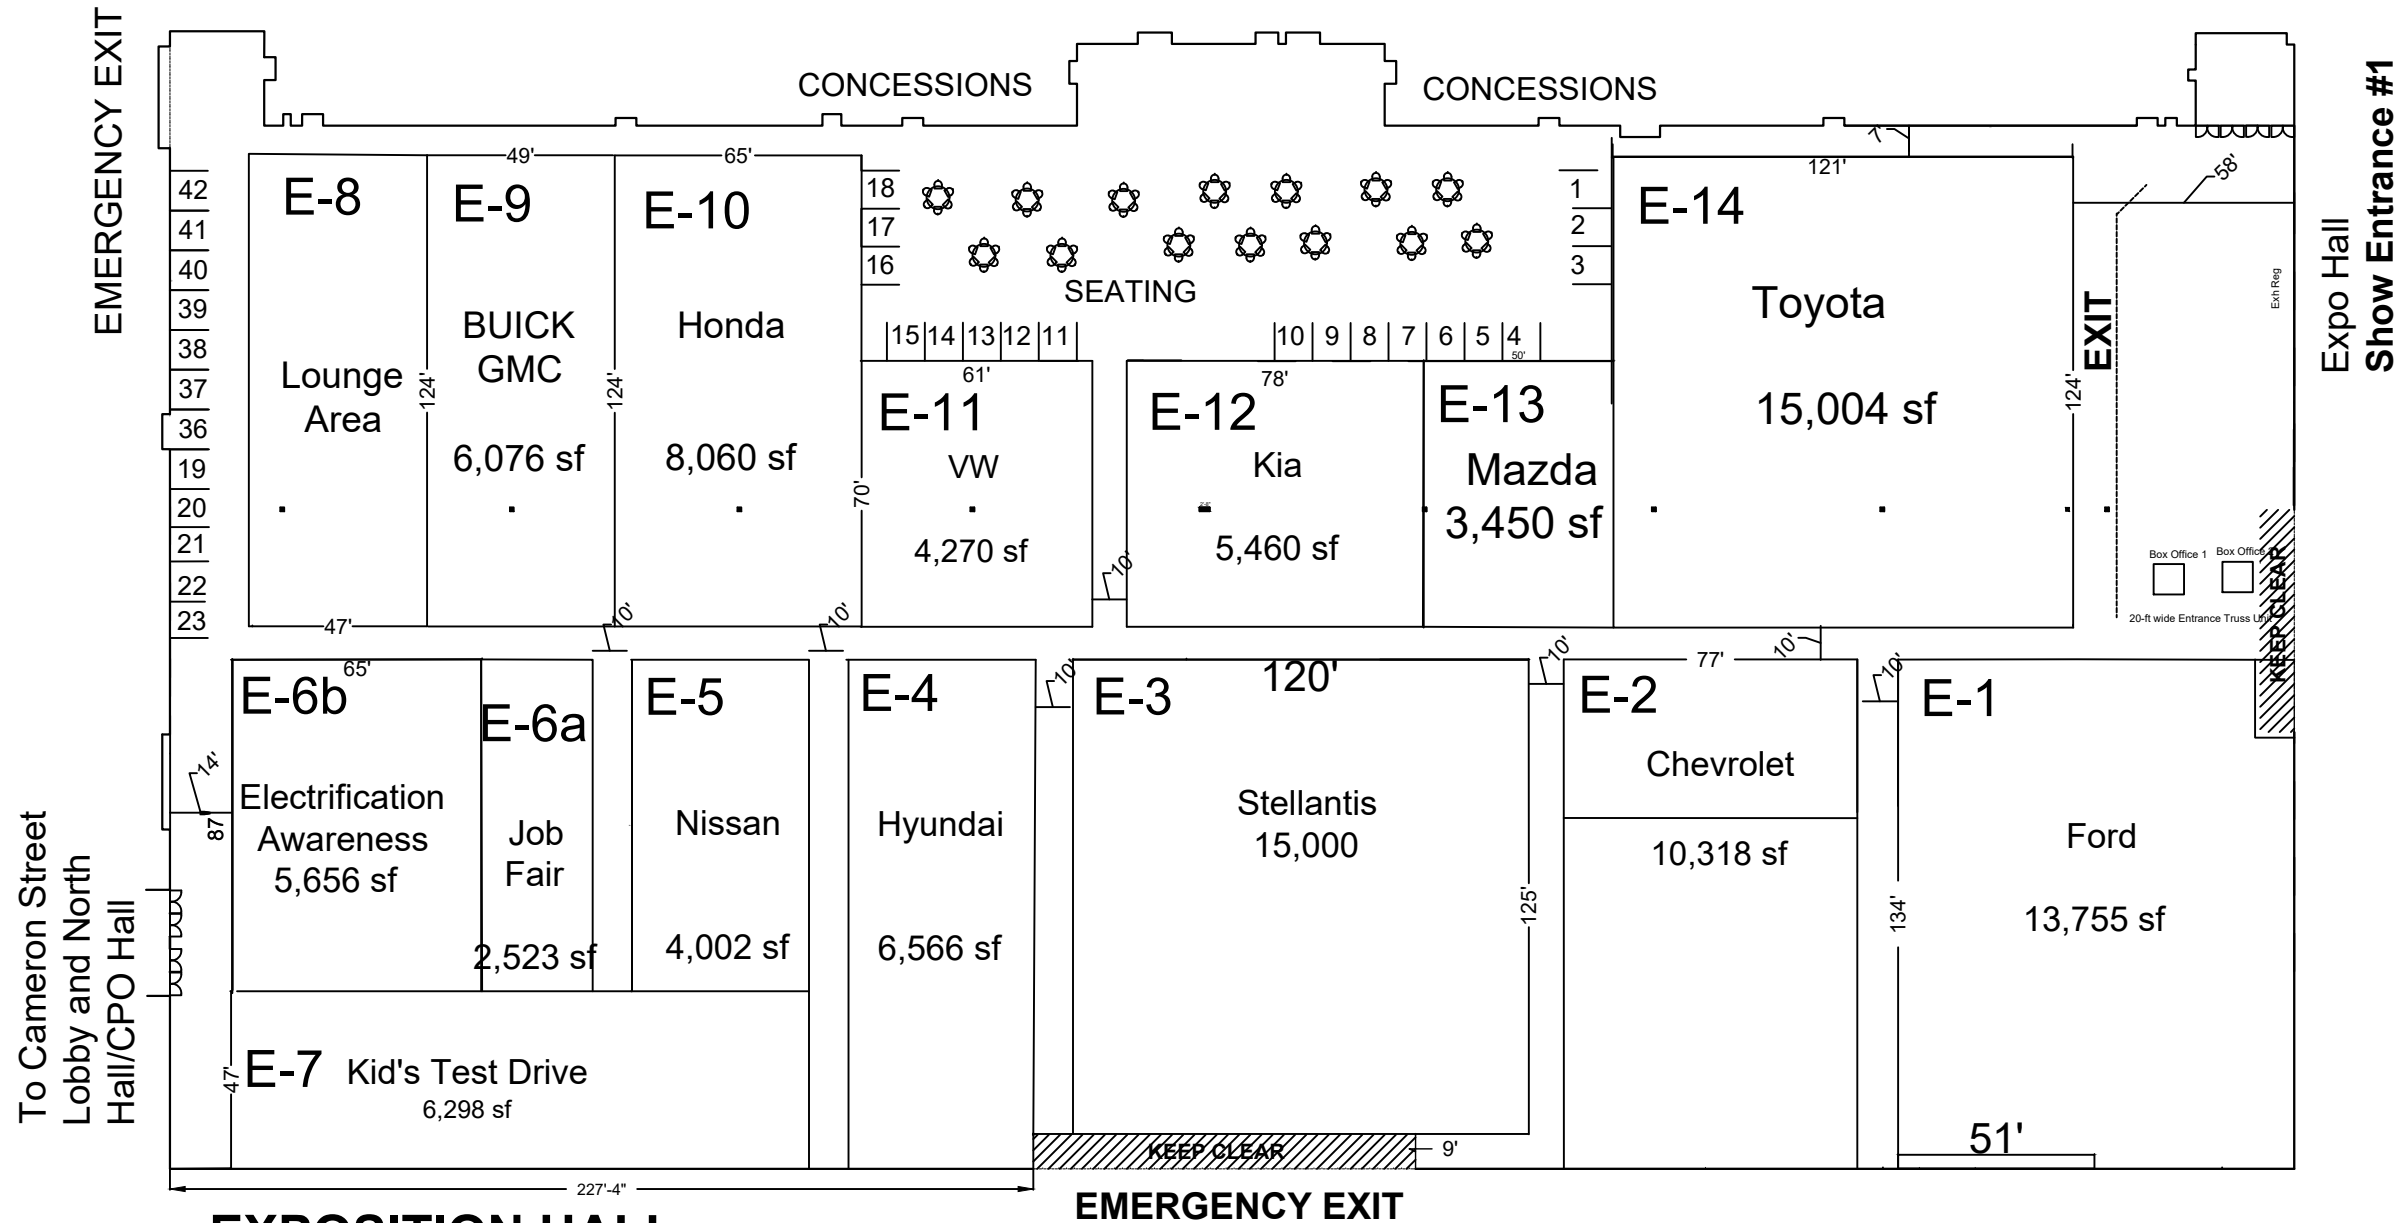 EMERGENCY EXIT
CONCESSIONS
CONCESSIONS
Expo Hall
Show Entrance #1
42
41
40
39
38
37
36
19
20
21
22
23
E-8
Lounge
Area
47'
124'
49'
E-9
BUICK
GMC
6,076 sf
124'
65'
E-10
Honda
8,060 sf
70'
18
17
16
SEATING
15
14
13
12
11
10
9
8
7
6
5
4
1
2
3
61'
E-11
VW
4,270 sf
10'
78'
E-12
Kia
5,460 sf
50'
E-13
Mazda
3,450 sf
7'
121'
E-14
Toyota
15,004 sf
124'
EXIT
58'
Exh Reg
Box Office 1
Box Office
20-ft wide Entrance Truss Unit
KEEP CLEAR
10'
10'
10'
10'
10'
10'
65'
E-6b
Electrification
Awareness
5,656 sf
14'
87
E-6a
Job
Fair
2,523 sf
E-5
Nissan
4,002 sf
E-4
Hyundai
6,566 sf
120'
E-3
Stellantis
15,000
125'
77'
E-2
Chevrolet
10,318 sf
134'
E-1
Ford
13,755 sf
51'
47'
E-7
Kid's Test Drive
6,298 sf
To Cameron Street
Lobby and North
Hall/CPO Hall
KEEP CLEAR
9'
227'-4"
EMERGENCY EXIT
EXPOSITION HALL